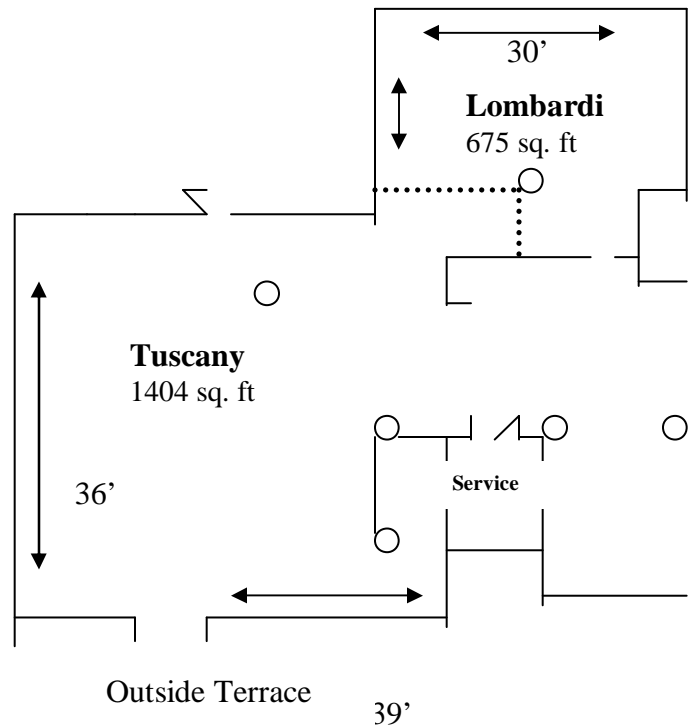 30’
Lombardi
675 sq. ft
Tuscany
1404 sq. ft
36’
Service
Outside Terrace
39’